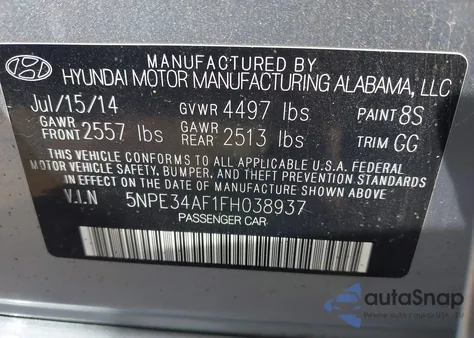 MANUFACTURED BY
HYUNDAI MOTOR MANUFACTURING ALABAMA, LLC
Jul/15/14 GVWR 4497 lbs PAINT 8S
GAWR FRONT 2557 lbs GAWR REAR 2513 lbs TRIM GG
THIS VEHICLE CONFORMS TO ALL APPLICABLE U.S.A. FEDERAL
MOTOR VEHICLE SAFETY, BUMPER, AND THEFT PREVENTION STANDARDS
IN EFFECT ON THE DATE OF MANUFACTURE SHOWN ABOVE.
V.I.N 5NPE34AF1FH038937
PASSENGER CAR
autoSnap